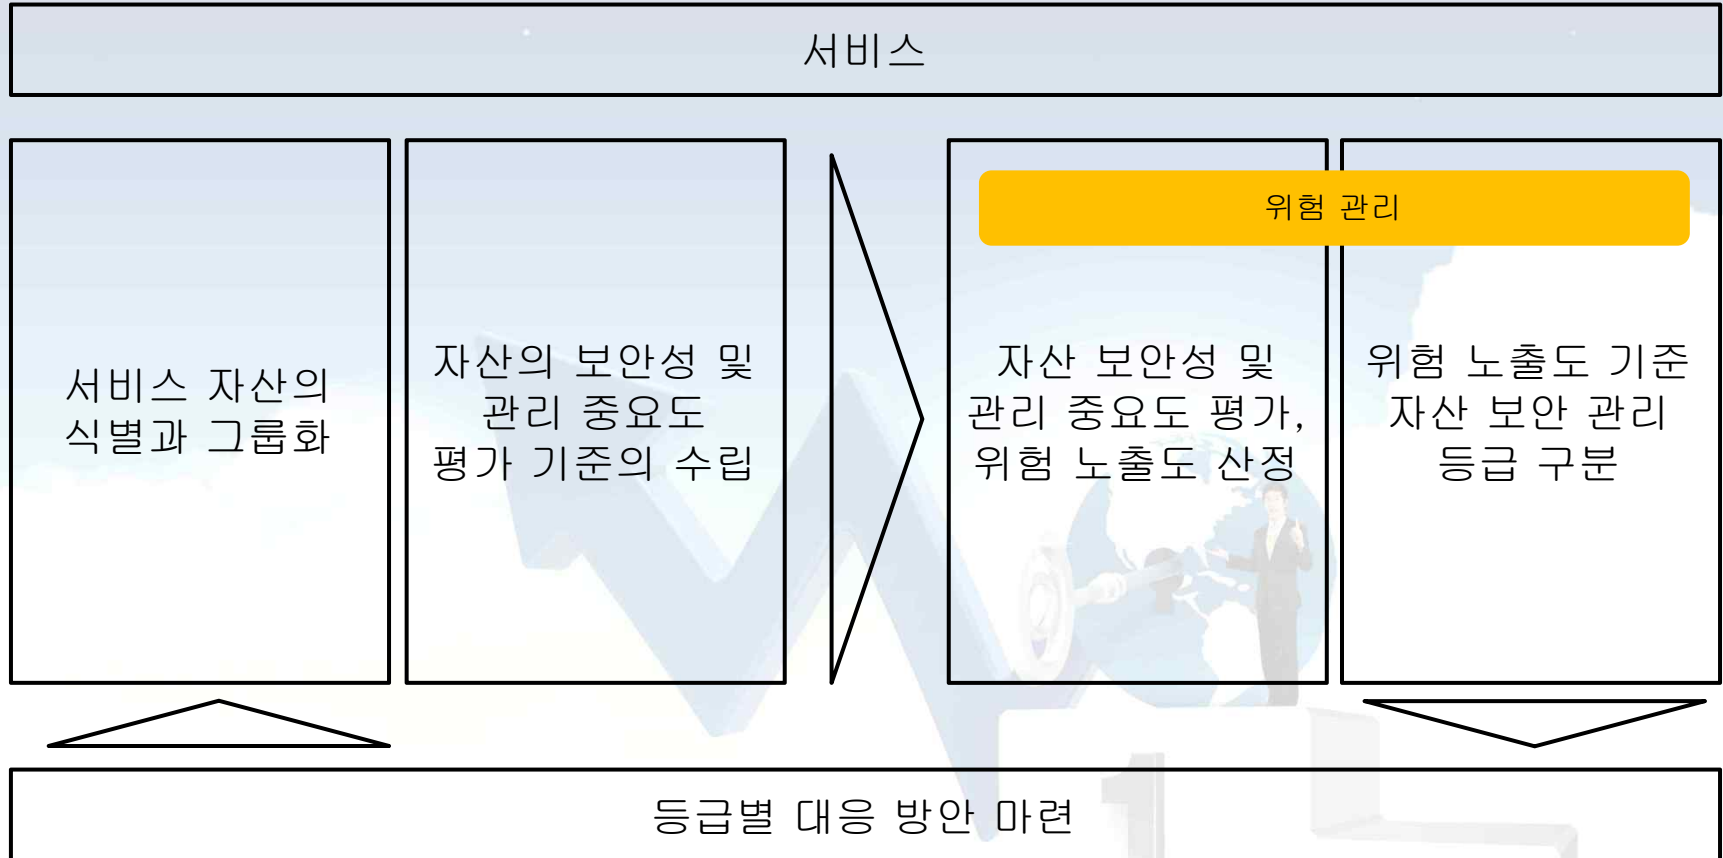 서비스
서비스 자산의
식별과 그룹화
자산의 보안성 및
관리 중요도
평가 기준의 수립
위험 관리
자산 보안성 및
관리 중요도 평가,
위험 노출도 산정
위험 노출도 기준
자산 보안 관리
등급 구분
등급별 대응 방안 마련